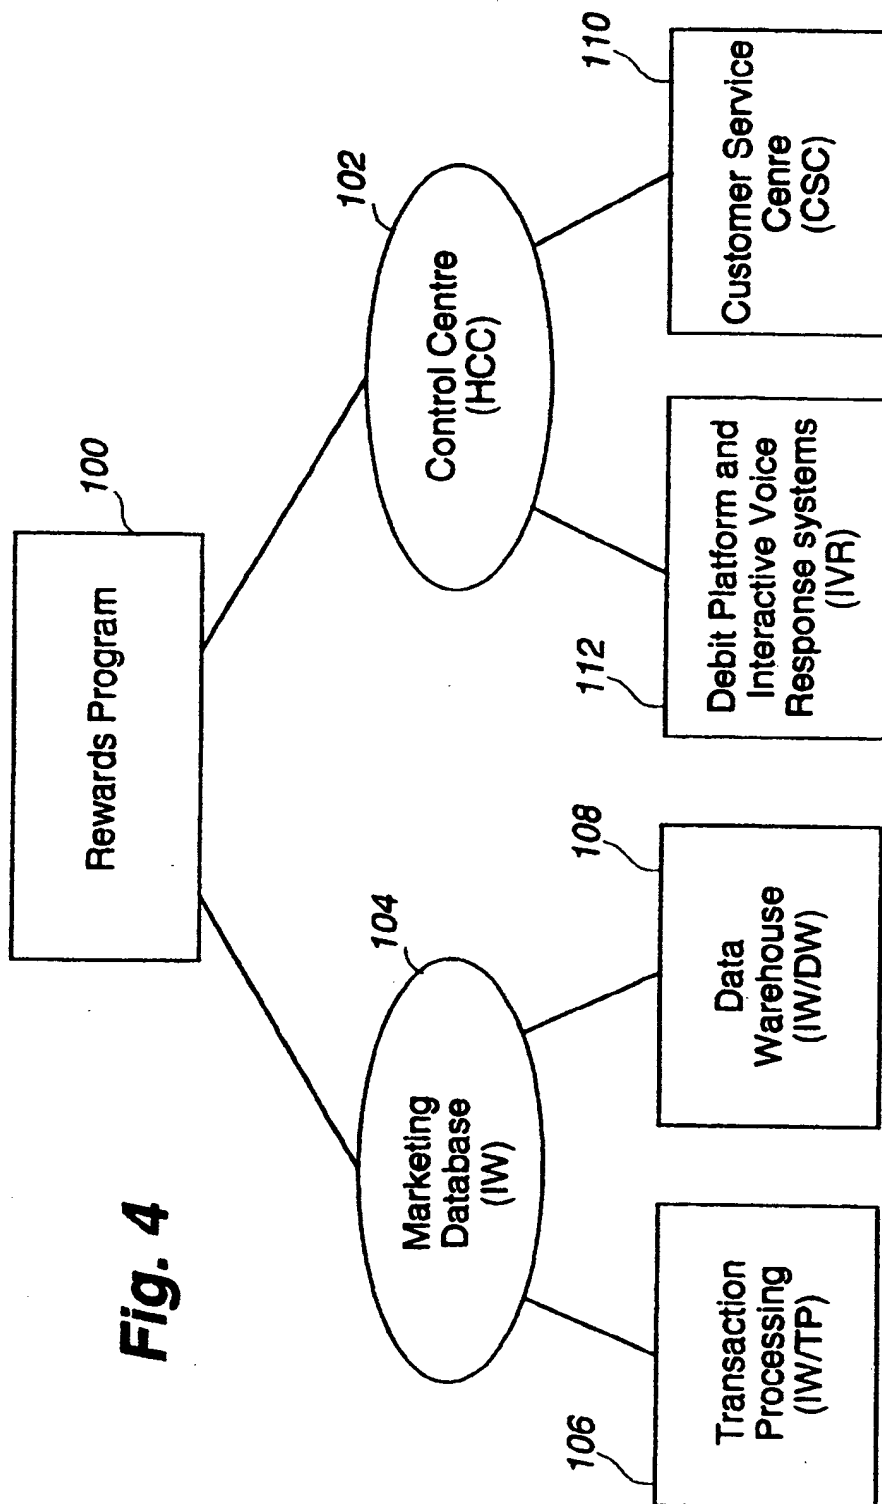 Fig. 4
Rewards Program
100
Marketing
Database
(IW)
104
Control Centre
(HCC)
102
Transaction
Processing
(IW/TP)
106
Data
Warehouse
(IW/DW)
108
Debit Platform and
Interactive Voice
Response systems
(IVR)
112
Customer Service
Cenre
(CSC)
110